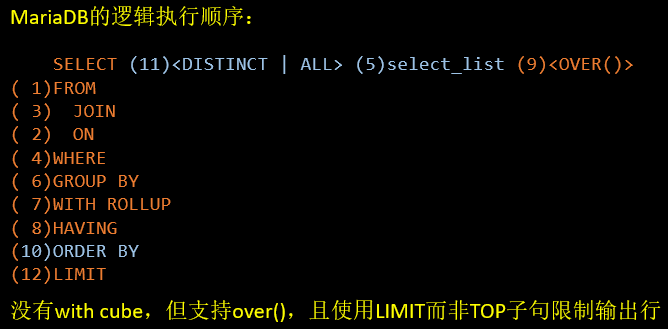 MariaDB的逻辑执行顺序：
SELECT (11)<DISTINCT | ALL> (5)select_list (9)<OVER()>
( 1)FROM
( 3)  JOIN
( 2)  ON
( 4)WHERE
( 6)GROUP BY
( 7)WITH ROLLUP
( 8)HAVING
(10)ORDER BY
(12)LIMIT
没有with cube，但支持over()，且使用LIMIT而非TOP子句限制输出行